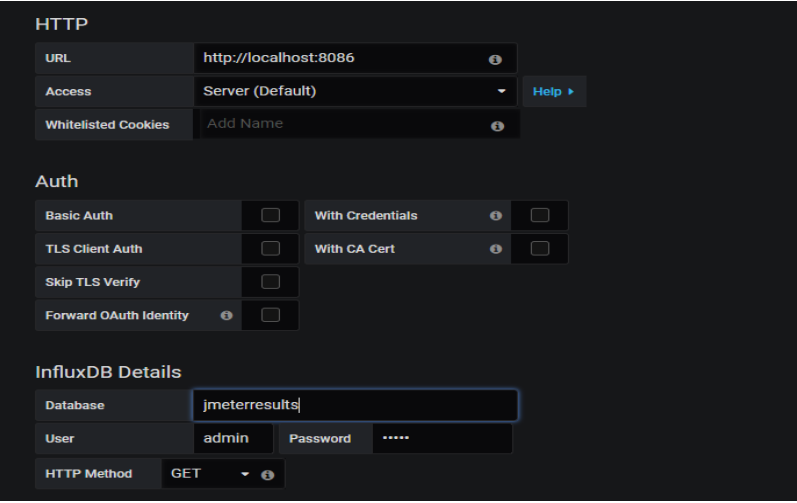 HTTP
URL http://localhost:8086
Access Server (Default) Help
Whitelisted Cookies Add Name
Auth
Basic Auth With Credentials
TLS Client Auth With CA Cert
Skip TLS Verify
Forward OAuth Identity
InfluxDB Details
Database jmeterresults
User admin Password •••••
HTTP Method GET